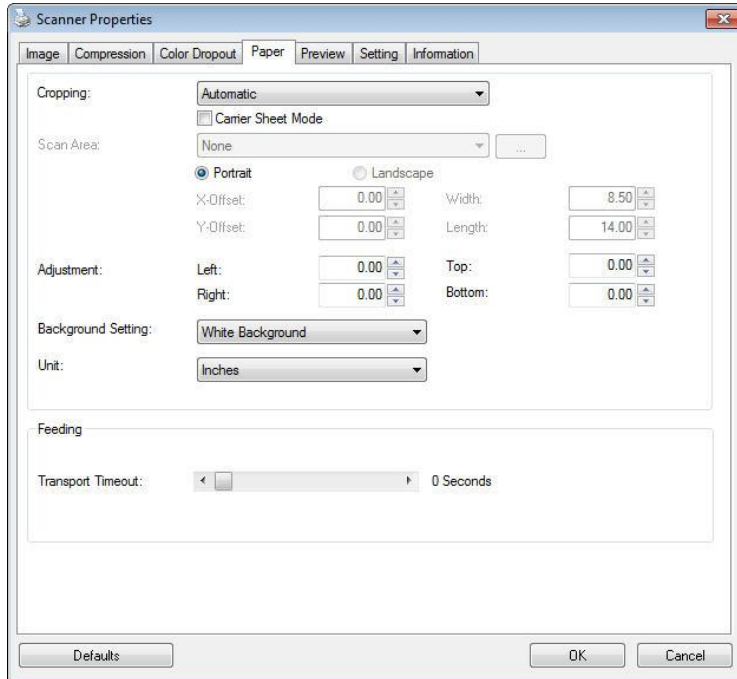 Scanner Properties
Image Compression Color Dropout Paper Preview Setting Information
Cropping: Automatic
Carrier Sheet Mode
Scan Area: None ...
Portrait Landscape
X-Offset: 0.00 Width: 8.50
Y-Offset: 0.00 Length: 14.00
Adjustment: Left: 0.00 Top: 0.00
Right: 0.00 Bottom: 0.00
Background Setting: White Background
Unit: Inches
Feeding
Transport Timeout: 0 Seconds
Defaults OK Cancel